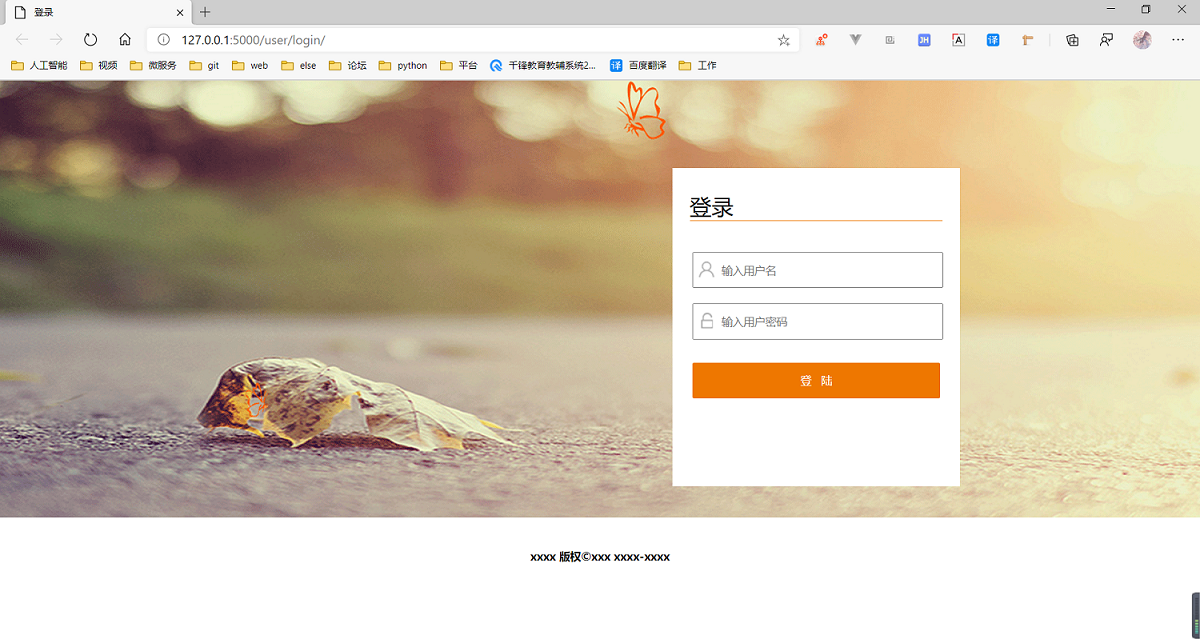 登录
127.0.0.1:5000/user/login/
JH A 译
人工智能 视频 微服务 git web else 论坛 python 平台 千锋教育教辅系统2... 译 百度翻译 工作
登录
输入用户名
输入用户密码
登 陆
xxxx 版权©xxx xxxx-xxxx